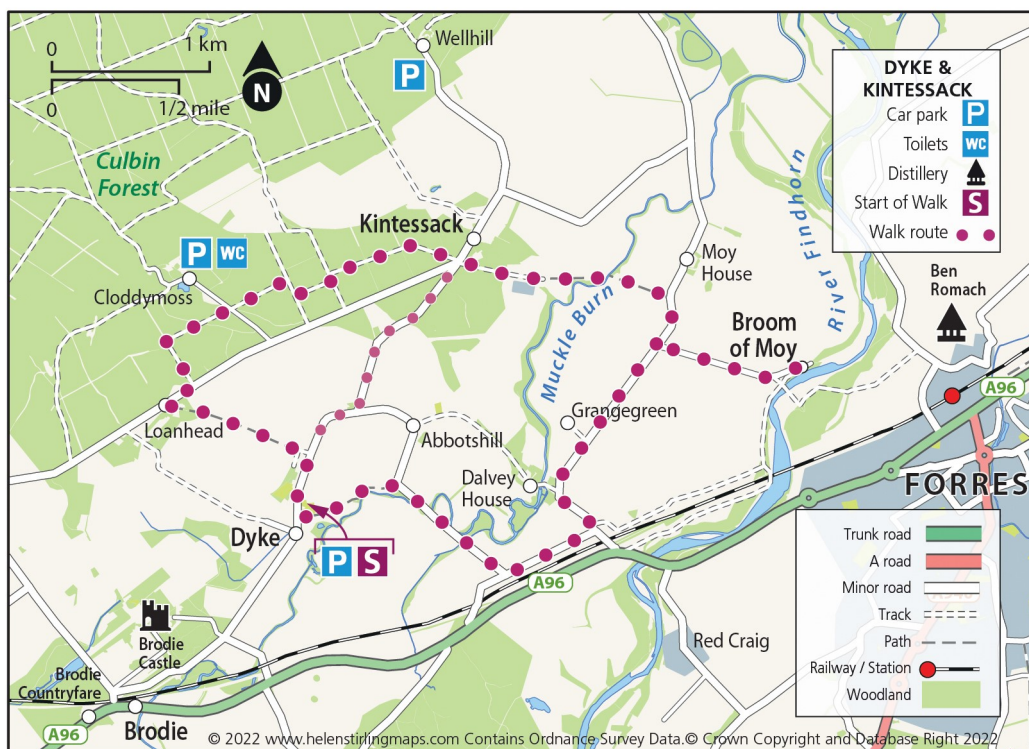 0
1 km
0
1/2 mile
N
Wellhill
P
DYKE &
KINTESSACK
Car park P
Toilets WC
Distillery
Start of Walk S
Walk route
Culbin
Forest
Kintessack
P WC
Cloddymoss
Moy
House
River Findhorn
Ben
Romach
Muckle Burn
Broom
of Moy
A96
Loanhead
Abbotshill
Grangegreen
Dalvey
House
FORRES
Dyke
P S
A96
Trunk road
A road
Minor road
Track
Path
Railway / Station
Woodland
Brodie
Castle
Red Craig
Brodie
Countryfare
A96
Brodie
© 2022 www.helenstirlingmaps.com Contains Ordnance Survey Data.© Crown Copyright and Database Right 2022